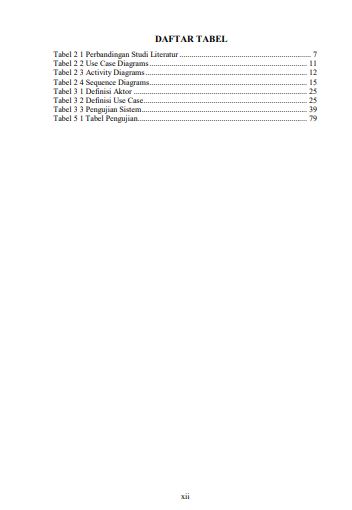 DAFTAR TABEL
Tabel 2 1 Perbandingan Studi Literatur ........................................................ 7
Tabel 2 2 Use Case Diagrams ........................................................ 11
Tabel 2 3 Activity Diagrams ........................................................ 12
Tabel 2 4 Sequence Diagrams ........................................................ 15
Tabel 3 1 Definisi Aktor ........................................................ 25
Tabel 3 2 Definisi Use Case ........................................................ 25
Tabel 3 3 Pengujian Sistem ........................................................ 39
Tabel 5 1 Tabel Pengujian ........................................................ 79
xii